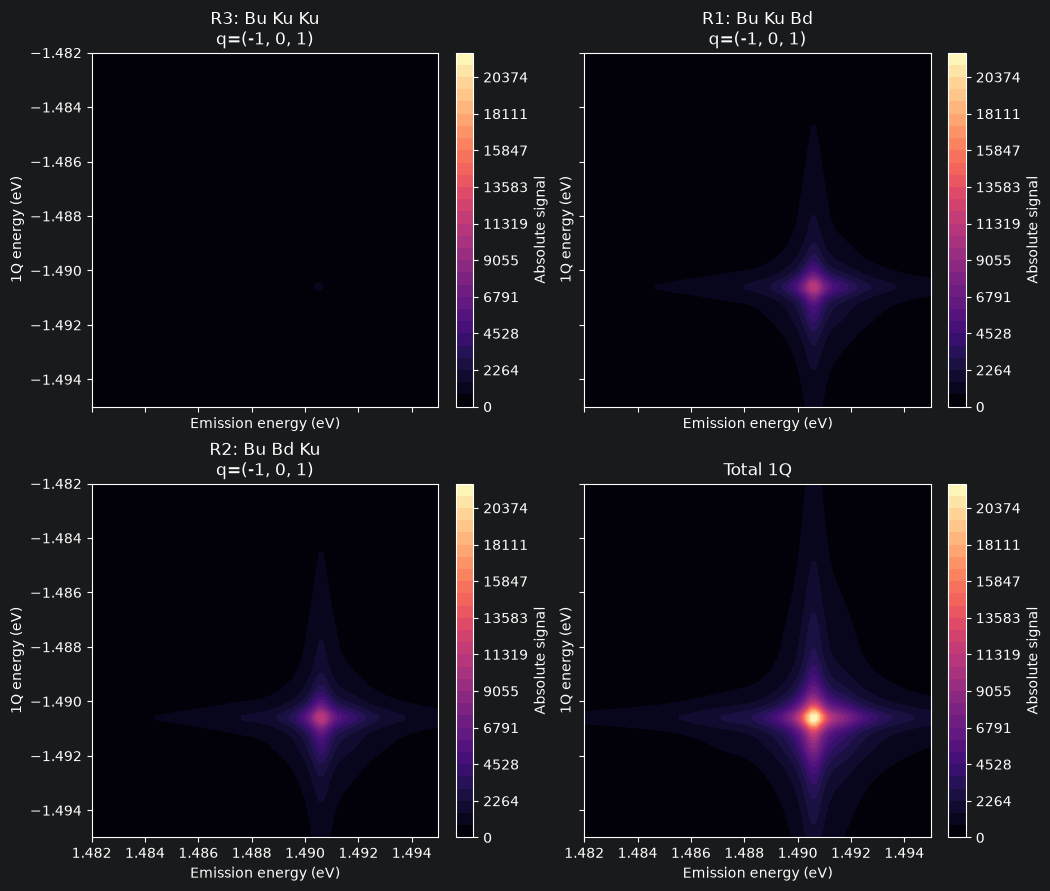 R3: Bu Ku Ku
q=(-1, 0, 1)
−1.482
−1.484
−1.486
−1.488
−1.490
−1.492
−1.494
1Q energy (eV)
Emission energy (eV)
20374
18111
15847
13583
11319
9055
6791
4528
2264
0
Absolute signal
R1: Bu Ku Bd
q=(-1, 0, 1)
1Q energy (eV)
Emission energy (eV)
20374
18111
15847
13583
11319
9055
6791
4528
2264
0
Absolute signal
R2: Bu Bd Ku
q=(-1, 0, 1)
−1.482
−1.484
−1.486
−1.488
−1.490
−1.492
−1.494
1Q energy (eV)
1.482 1.484 1.486 1.488 1.490 1.492 1.494
Emission energy (eV)
20374
18111
15847
13583
11319
9055
6791
4528
2264
0
Absolute signal
Total 1Q
1Q energy (eV)
1.482 1.484 1.486 1.488 1.490 1.492 1.494
Emission energy (eV)
20374
18111
15847
13583
11319
9055
6791
4528
2264
0
Absolute signal